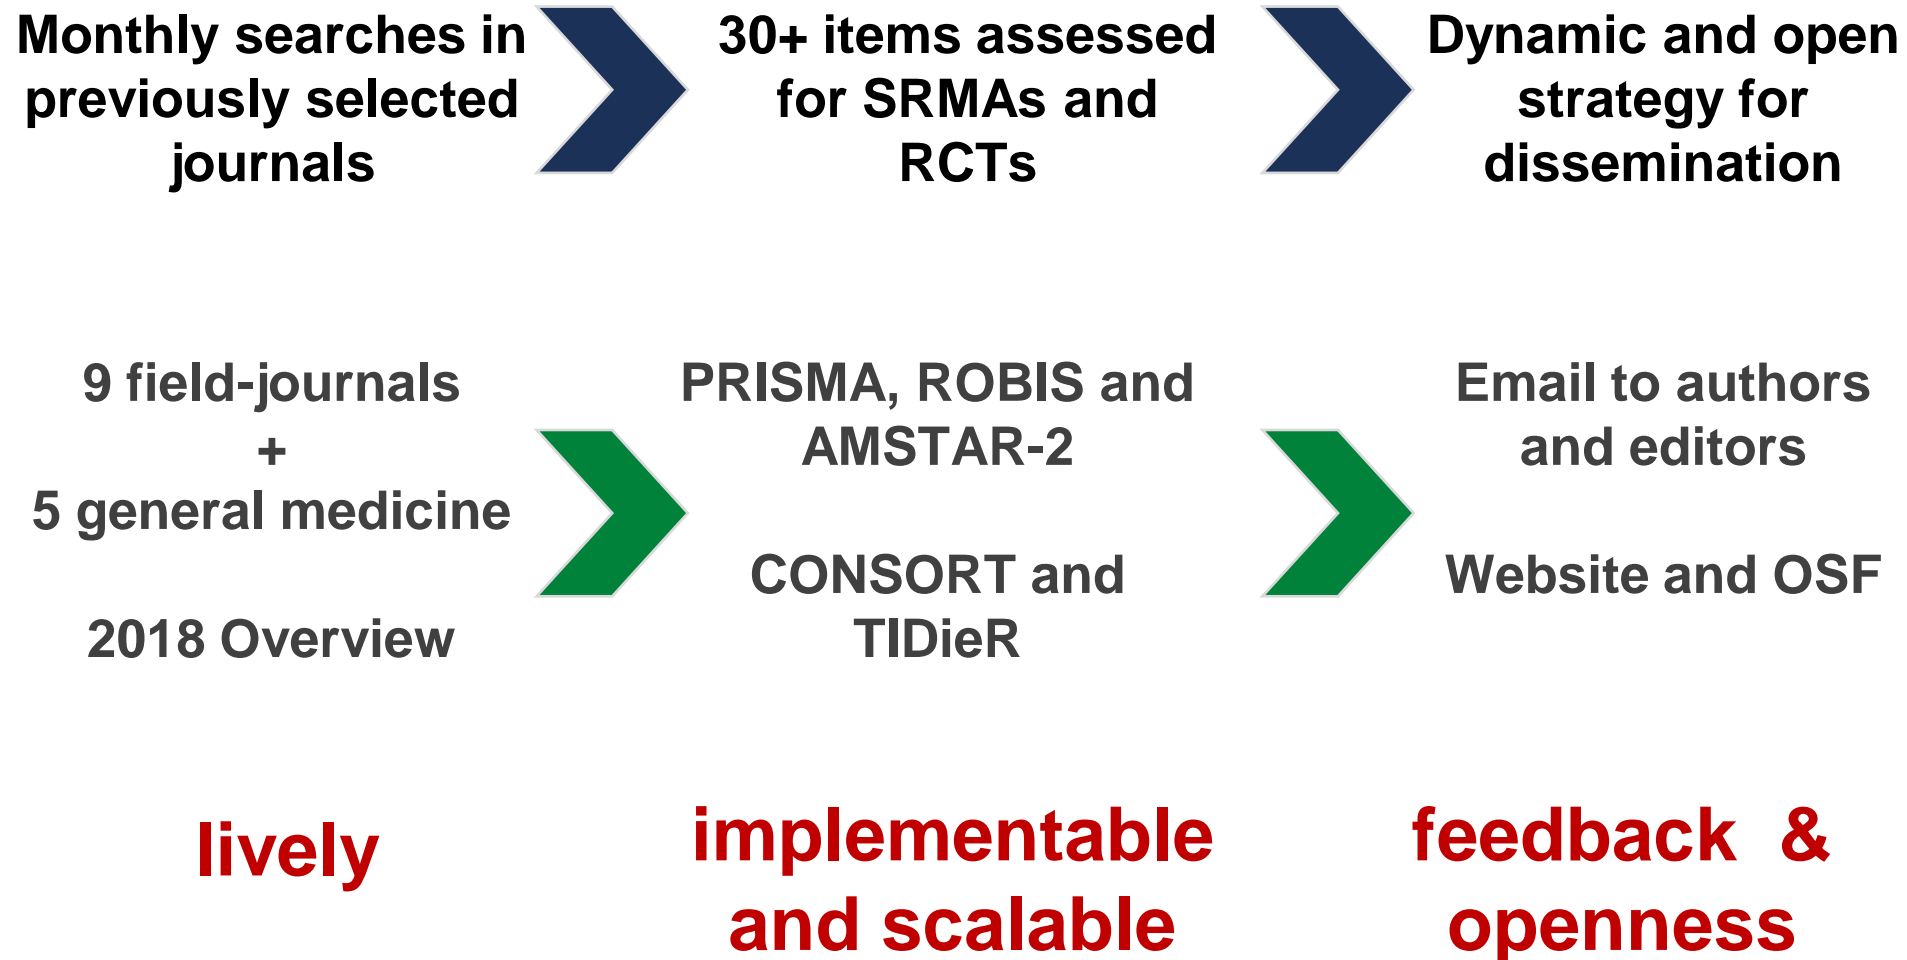 Monthly searches in
previously selected
journals
30+ items assessed
for SRMAs and
RCTs
Dynamic and open
strategy for
dissemination
9 field-journals
+
5 general medicine
2018 Overview
PRISMA, ROBIS and
AMSTAR-2
CONSORT and
TIDieR
Email to authors
and editors
Website and OSF
lively
implementable
and scalable
feedback & 
openness